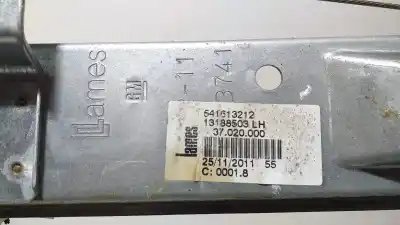 Lames
GM
-11
3741
541613212
13188503 LH
37.020.000
Lames
25/11/2011 55
C: 0001.8